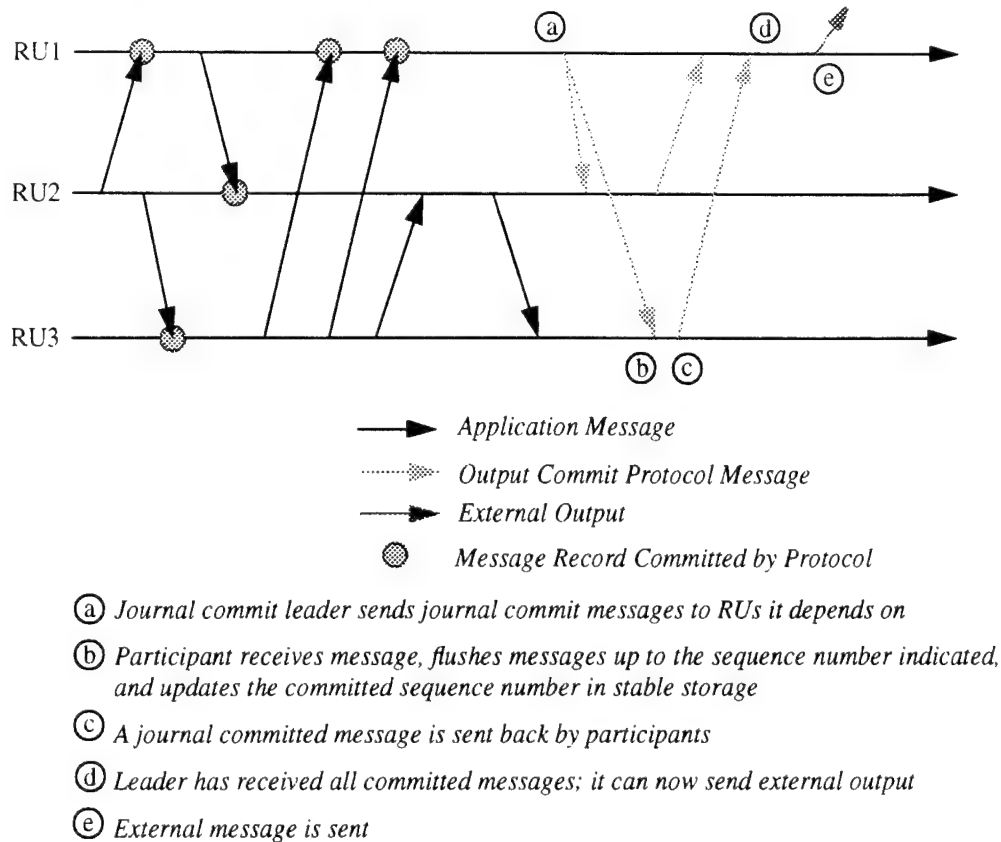 RU1
ⓐ
ⓓ
ⓔ
RU2
RU3
ⓑ ⓒ
Application Message
Output Commit Protocol Message
External Output
Message Record Committed by Protocol
ⓐ Journal commit leader sends journal commit messages to RUs it depends on
ⓑ Participant receives message, flushes messages up to the sequence number indicated,
and updates the committed sequence number in stable storage
ⓒ A journal committed message is sent back by participants
ⓓ Leader has received all committed messages; it can now send external output
ⓔ External message is sent